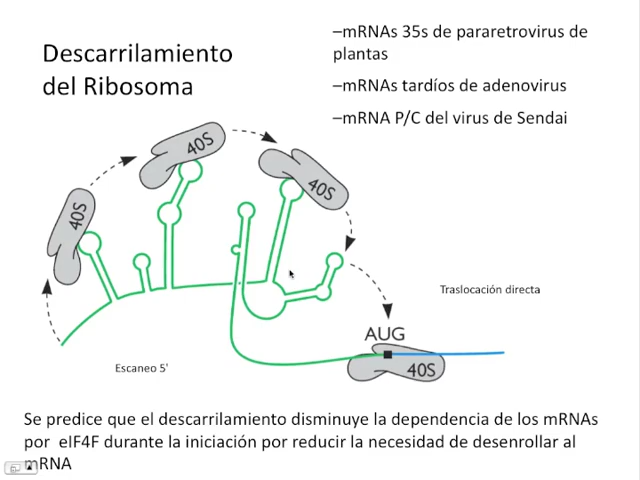 Descarrilamiento
del Ribosoma
–mRNAs 35s de pararetrovirus de
plantas
–mRNAs tardíos de adenovirus
–mRNA P/C del virus de Sendai
40S
40S
40S
Traslocación directa
AUG
Escaneo 5'
40S
Se predice que el descarrilamiento disminuye la dependencia de los mRNAs
por eIF4F durante la iniciación por reducir la necesidad de desenrollar al
mRNA